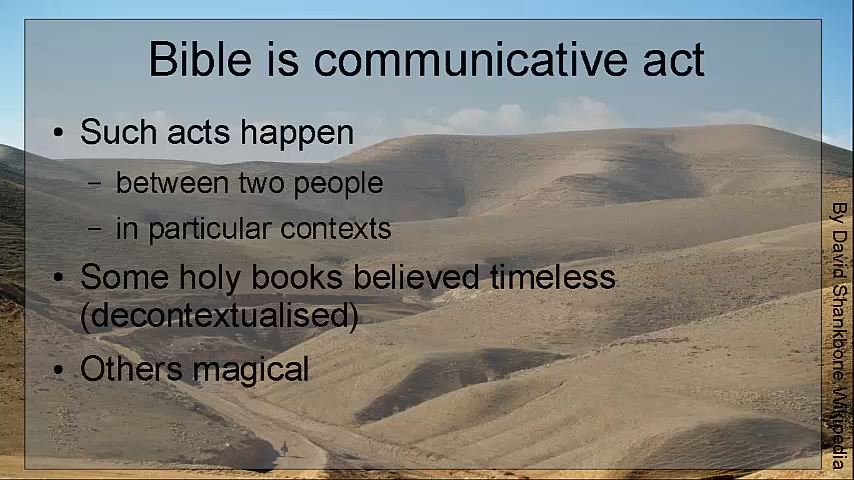 Bible is communicative act
• Such acts happen
– between two people
– in particular contexts
• Some holy books believed timeless
(decontextualised)
• Others magical
By David Shankbone Wikipedia